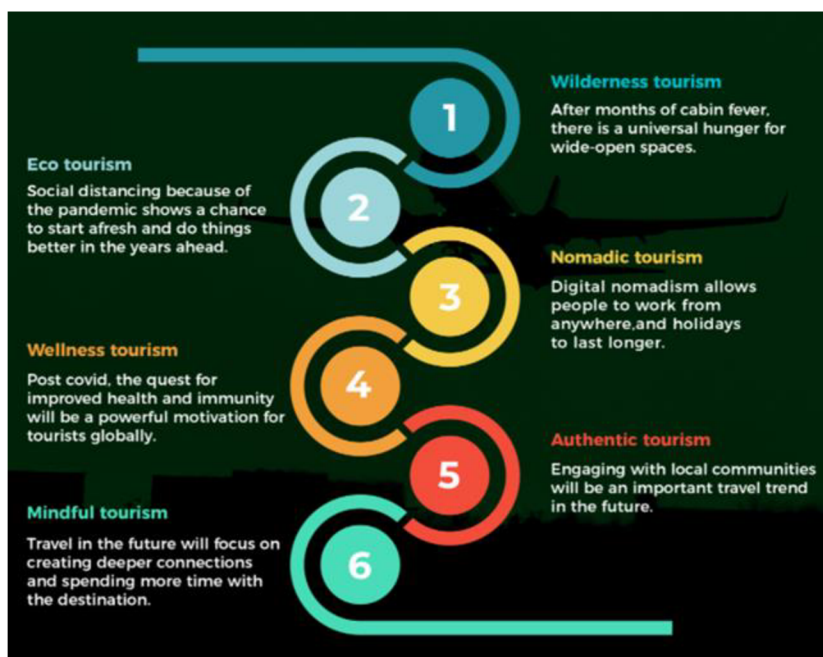 1
Wilderness tourism
After months of cabin fever,
there is a universal hunger for
wide-open spaces.
Eco tourism
Social distancing because of
the pandemic shows a chance
to start afresh and do things
better in the years ahead.
2
3
Nomadic tourism
Digital nomadism allows
people to work from
anywhere,and holidays
to last longer.
Wellness tourism
Post covid, the quest for
improved health and immunity
will be a powerful motivation for
tourists globally.
4
5
Authentic tourism
Engaging with local communities
will be an important travel trend
in the future.
Mindful tourism
Travel in the future will focus on
creating deeper connections
and spending more time with
the destination.
6